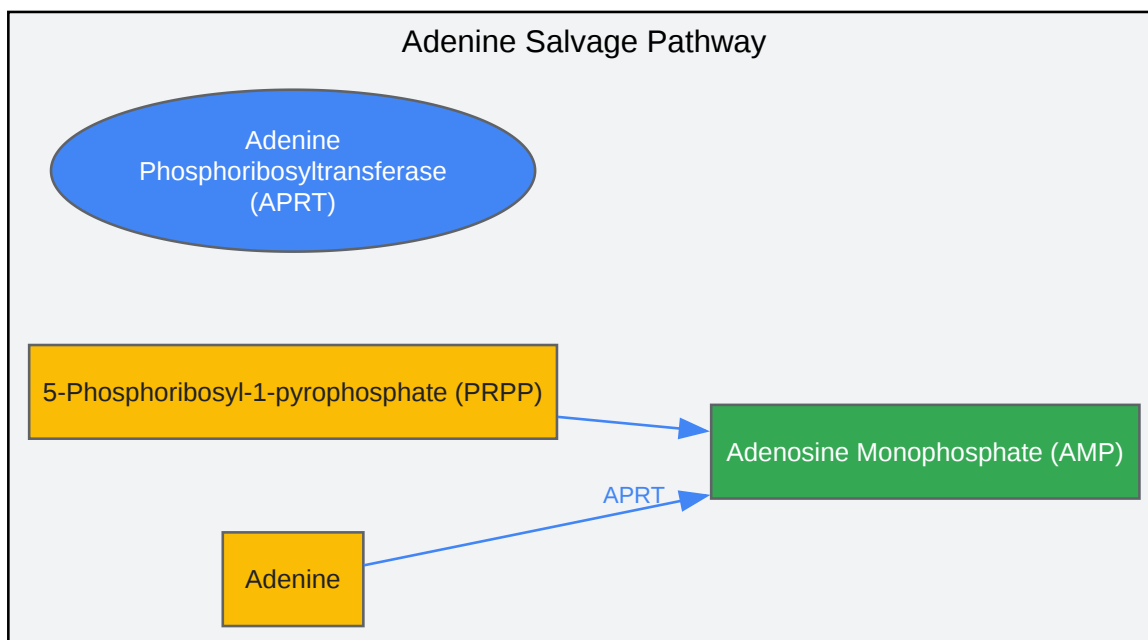 Adenine Salvage Pathway
Adenine
Phosphoribosyltransferase
(APRT)
5-Phosphoribosyl-1-pyrophosphate (PRPP)
Adenosine Monophosphate (AMP)
APRT
Adenine